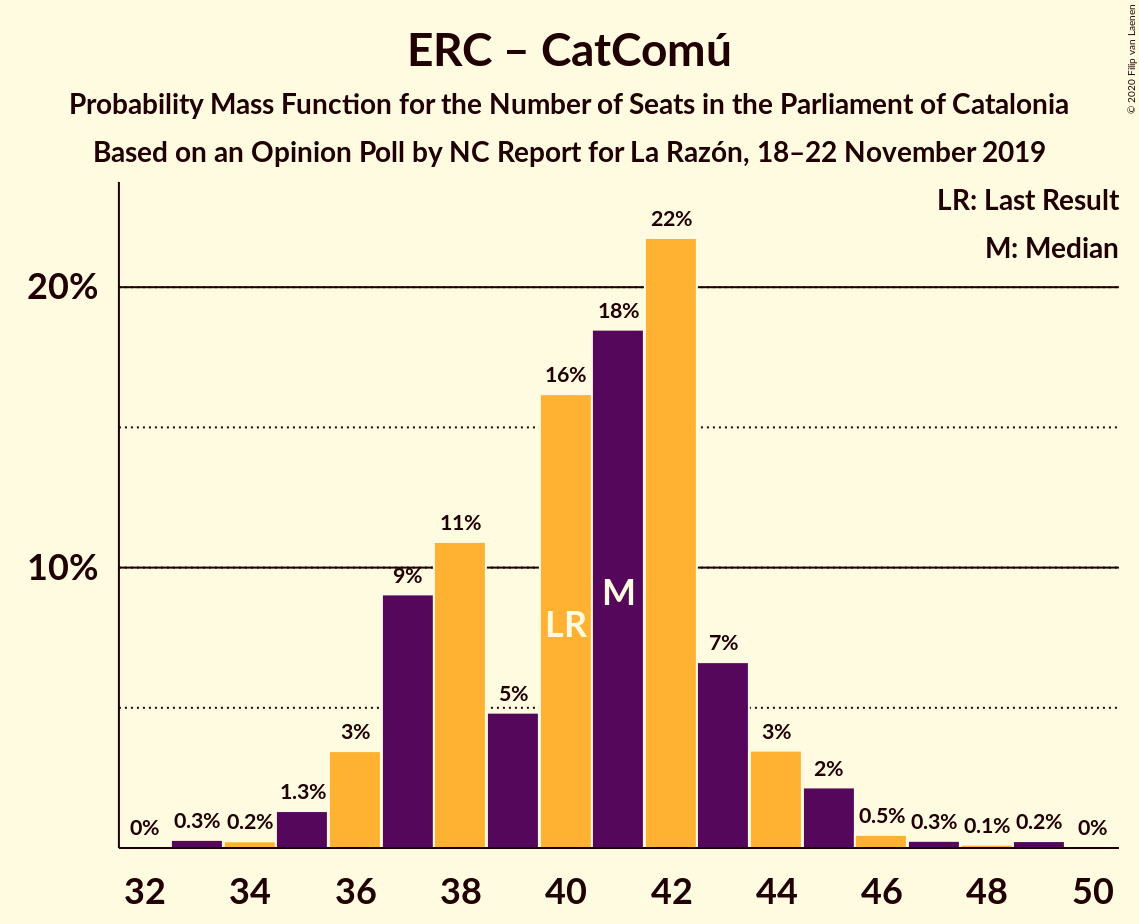 © 2020 Filip van Laenen
ERC – CatComú
Probability Mass Function for the Number of Seats in the Parliament of Catalonia
Based on an Opinion Poll by NC Report for La Razón, 18–22 November 2019
LR: Last Result
M: Median
22%
20%
18%
16%
11%
10%
9%
M
LR
7%
5%
3%
3%
2%
1.3%
0% 0.3% 0.2% 0.5% 0.3% 0.1% 0.2% 0%
32 34 36 38 40 42 44 46 48 50